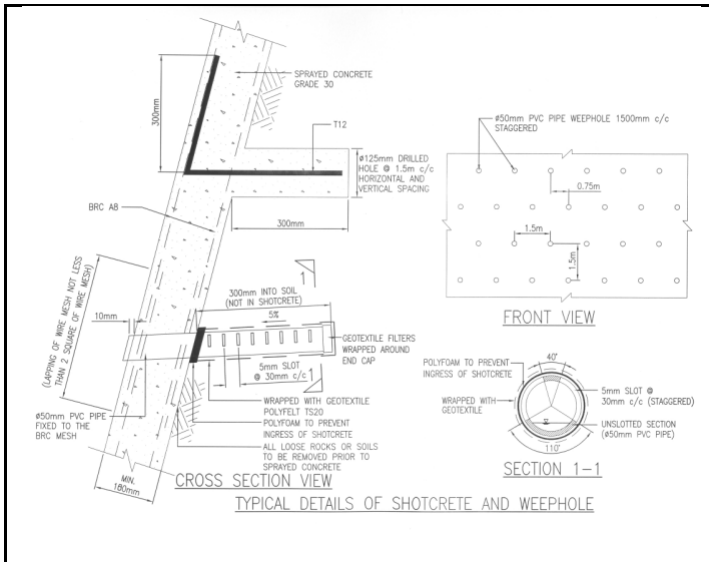 SPRAYED CONCRETE
GRADE 30
300mm
T12
Ø125mm DRILLED
HOLE @ 1.5m c/c
HORIZONTAL AND
VERTICAL SPACING
BRC A8
300mm
1
300mm INTO SOIL
(NOT IN SHOTCRETE)
5%
(LAPPING OF WIRE MESH NOT LESS
THAN 2 SQUARE OF WIRE MESH)
10mm
GEOTEXTILE FILTERS
WRAPPED AROUND
END CAP
5mm SLOT
@ 30mm c/c
1
WRAPPED WITH GEOTEXTILE
POLYFELT TS20
Ø50mm PVC PIPE
FIXED TO THE
BRC MESH
POLYFOAM TO PREVENT
INGRESS OF SHOTCRETE
ALL LOOSE ROCKS OR SOILS
TO BE REMOVED PRIOR TO
SPRAYED CONCRETE
MIN.
180mm
CROSS SECTION VIEW
Ø50mm PVC PIPE WEEPHOLE 1500mm c/c
STAGGERED
0.75m
1.5m
1.5m
FRONT VIEW
40'
POLYFOAM TO PREVENT
INGRESS OF SHOTCRETE
5mm SLOT @
30mm c/c (STAGGERED)
WRAPPED WITH
GEOTEXTILE
UNSLOTTED SECTION
(Ø50mm PVC PIPE)
110'
SECTION 1-1
TYPICAL DETAILS OF SHOTCRETE AND WEEPHOLE